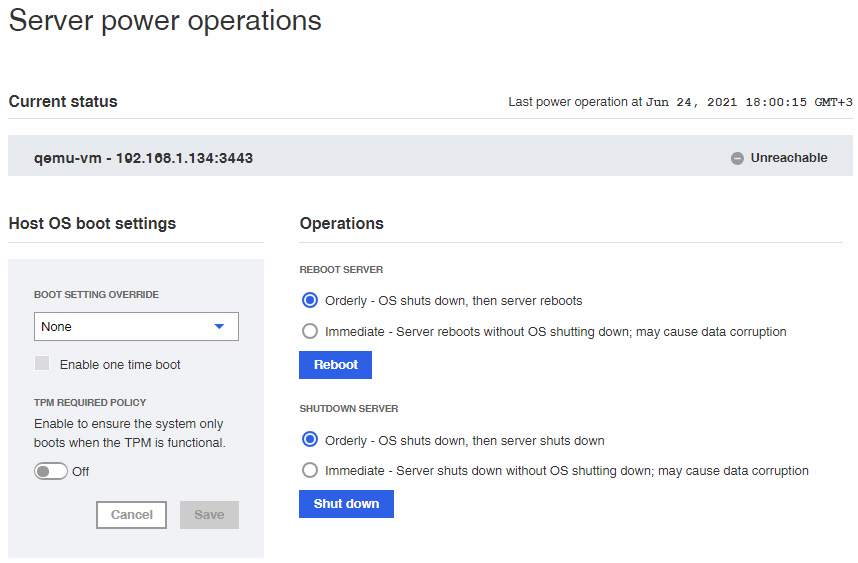 Server power operations
Current status
Last power operation at Jun 24, 2021 18:00:15 GMT+3
qemu-vm - 192.168.1.134:3443
Unreachable
Host OS boot settings
BOOT SETTING OVERRIDE
None
Enable one time boot
TPM REQUIRED POLICY
Enable to ensure the system only
boots when the TPM is functional.
Off
Cancel
Save
Operations
REBOOT SERVER
Orderly - OS shuts down, then server reboots
Immediate - Server reboots without OS shutting down; may cause data corruption
Reboot
SHUTDOWN SERVER
Orderly - OS shuts down, then server shuts down
Immediate - Server shuts down without OS shutting down; may cause data corruption
Shut down